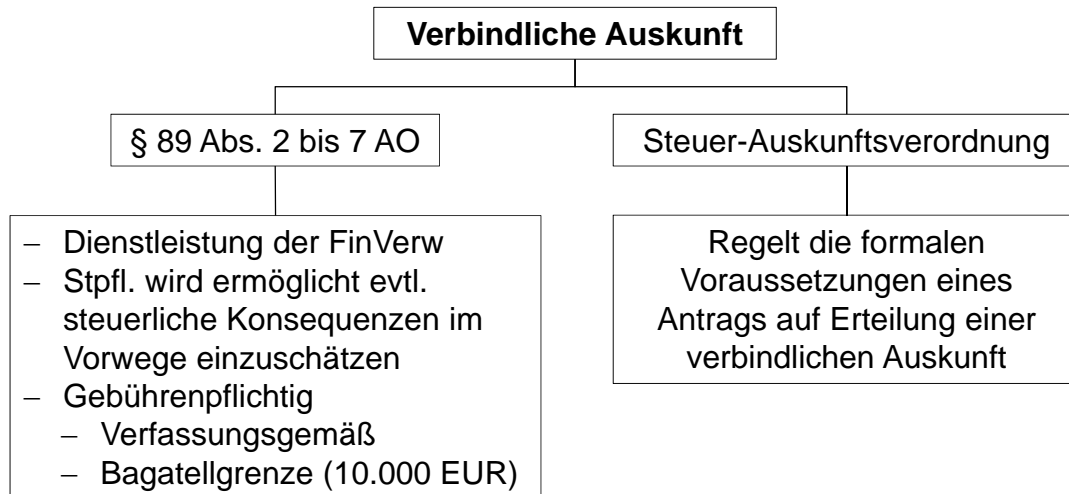 Verbindliche Auskunft
§ 89 Abs. 2 bis 7 AO
Steuer-Auskunftsverordnung
– Dienstleistung der FinVerw
– Stpfl. wird ermöglicht evtl.
steuerliche Konsequenzen im
Vorwege einzuschätzen
– Gebührenpflichtig
– Verfassungsgemäß
– Bagatellgrenze (10.000 EUR)
Regelt die formalen
Voraussetzungen eines
Antrags auf Erteilung einer
verbindlichen Auskunft